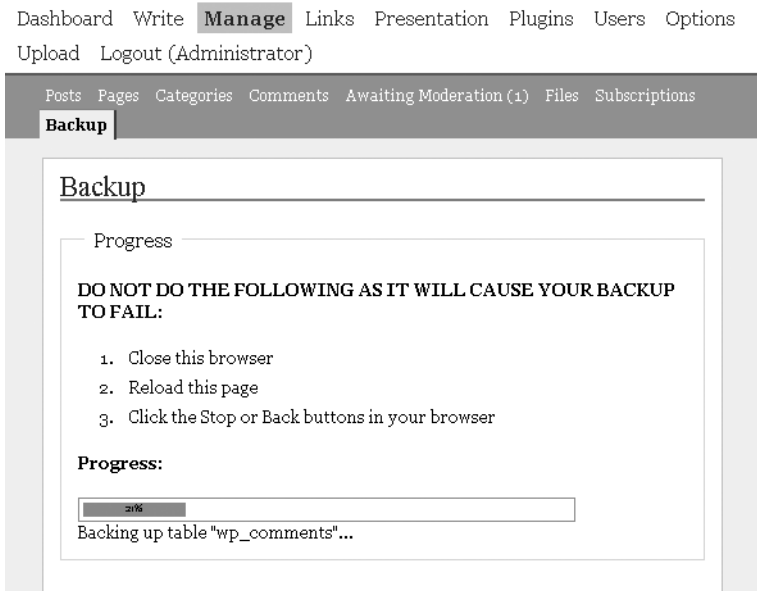 Dashboard Write Manage Links Presentation Plugins Users Options
Upload Logout (Administrator)
Posts Pages Categories Comments Awaiting Moderation (1) Files Subscriptions
Backup
Backup
Progress
DO NOT DO THE FOLLOWING AS IT WILL CAUSE YOUR BACKUP
TO FAIL:
1. Close this browser
2. Reload this page
3. Click the Stop or Back buttons in your browser
Progress:
21%
Backing up table "wp_comments"...